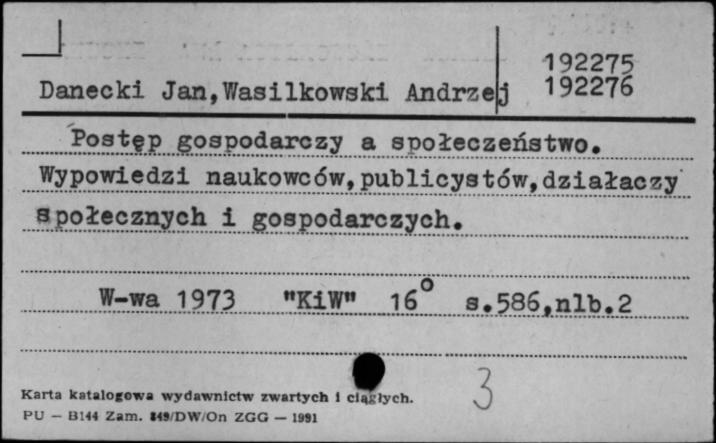 192275
Danecki Jan,Wasilkowski Andrzej 192276
Postęp gospodarczy a społeczeństwo.
Wypowiedzi naukowców,publicystów,działaczy
społecznych i gospodarczych.
W-wa 1973 "KiW" 16° s.586,nlb.2
3
Karta katalogowa wydawnictw zwartych i ciągłych.
PU — B144 Zam. 849/DW/On ZGG — 1991